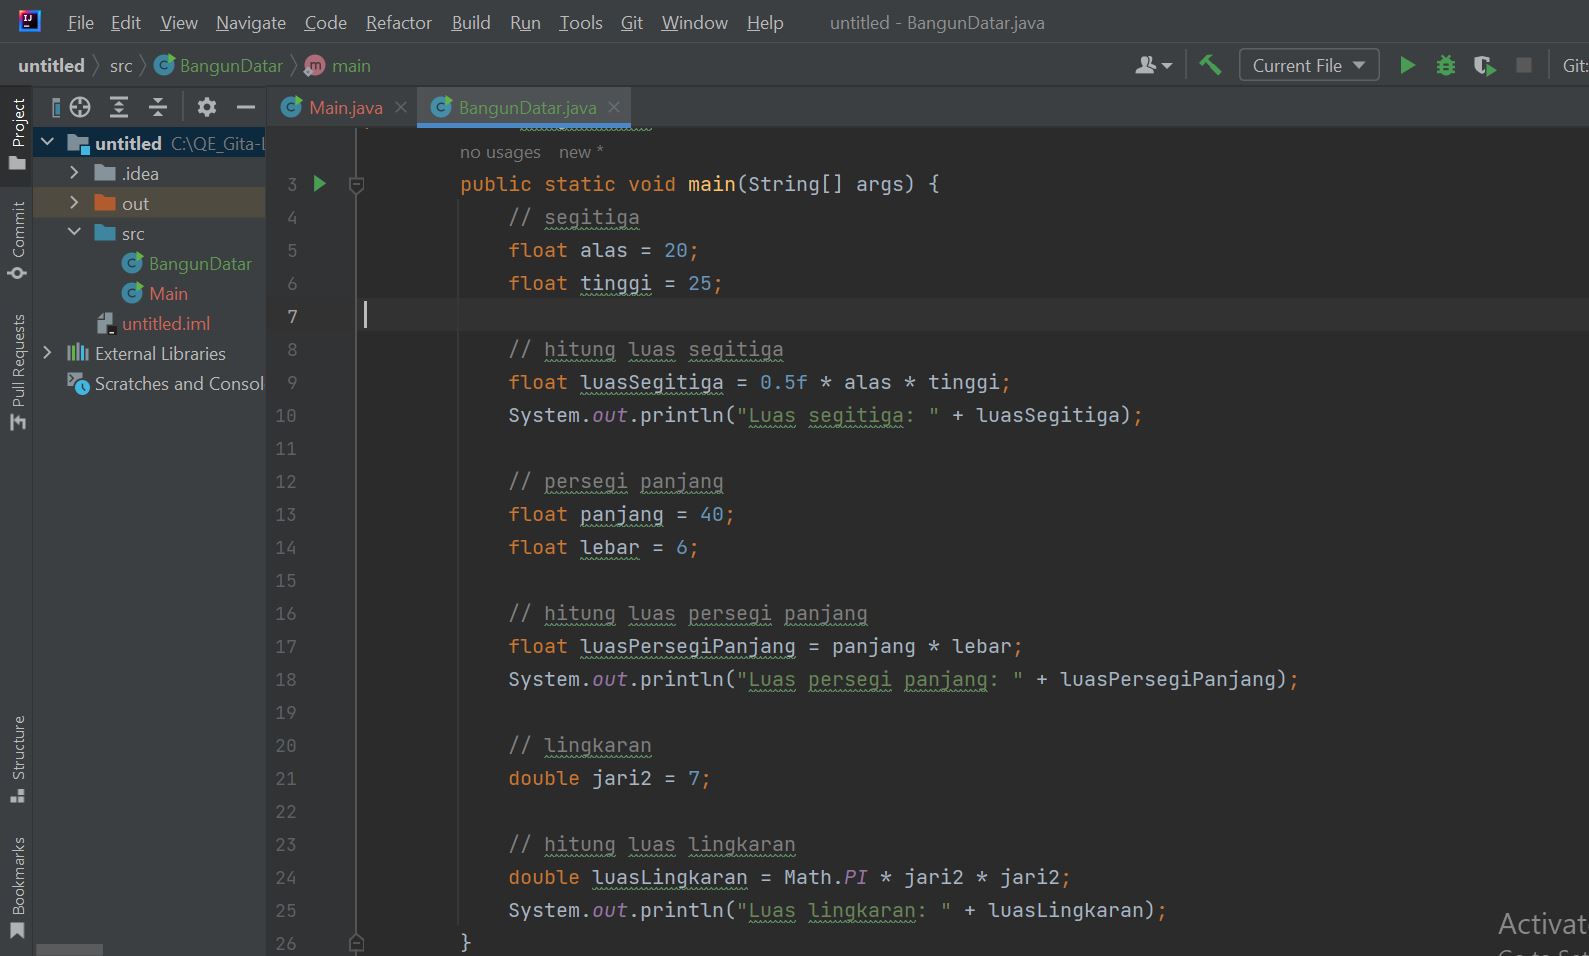 File Edit View Navigate Code Refactor Build Run Tools Git Window Help untitled - BangunDatar.java
untitled src BangunDatar main Current File Git:
Main.java BangunDatar.java
Project
Commit
Pull Requests
Structure
Bookmarks
untitled C:\QE_Gita-L
.idea
out
src
BangunDatar
Main
untitled.iml
External Libraries
Scratches and Consol
no usages new *
3 public static void main(String[] args) {
4 // segitiga
5 float alas = 20;
6 float tinggi = 25;
7
8 // hitung luas segitiga
9 float luasSegitiga = 0.5f * alas * tinggi;
10 System.out.println("Luas segitiga: " + luasSegitiga);
11
12 // persegi panjang
13 float panjang = 40;
14 float lebar = 6;
15
16 // hitung luas persegi panjang
17 float luasPersegiPanjang = panjang * lebar;
18 System.out.println("Luas persegi panjang: " + luasPersegiPanjang);
19
20 // lingkaran
21 double jari2 = 7;
22
23 // hitung luas lingkaran
24 double luasLingkaran = Math.PI * jari2 * jari2;
25 System.out.println("Luas lingkaran: " + luasLingkaran);
26 }
Activat